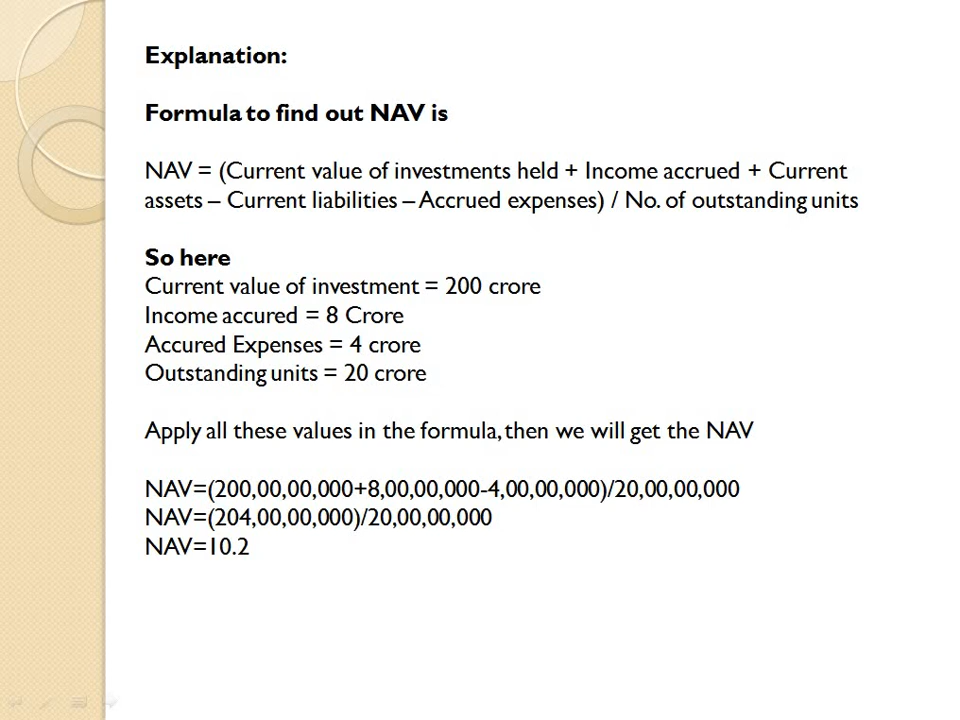 Explanation:
Formula to find out NAV is
NAV = (Current value of investments held + Income accrued + Current
assets – Current liabilities – Accrued expenses) / No. of outstanding units
So here
Current value of investment = 200 crore
Income accured = 8 Crore
Accured Expenses = 4 crore
Outstanding units = 20 crore
Apply all these values in the formula, then we will get the NAV
NAV=(200,00,00,000+8,00,00,000-4,00,00,000)/20,00,00,000
NAV=(204,00,00,000)/20,00,00,000
NAV=10.2